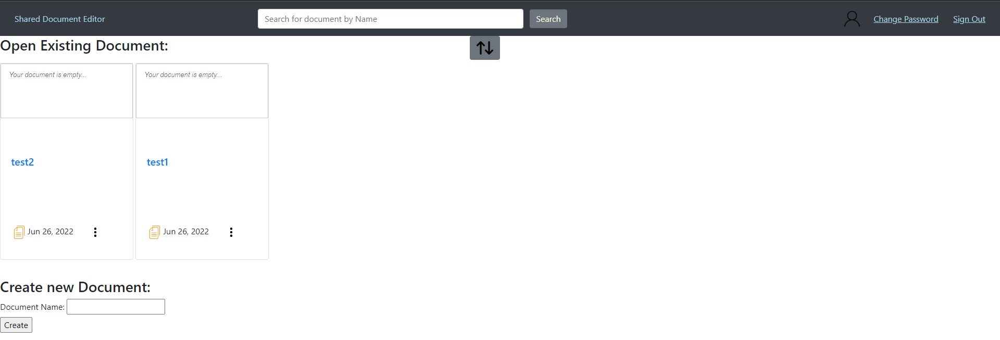 Shared Document Editor
Search for document by Name
Search
Change Password
Sign Out
Open Existing Document:
Your document is empty...
Your document is empty...
test2
test1
Jun 26, 2022
Jun 26, 2022
Create new Document:
Document Name:
Create